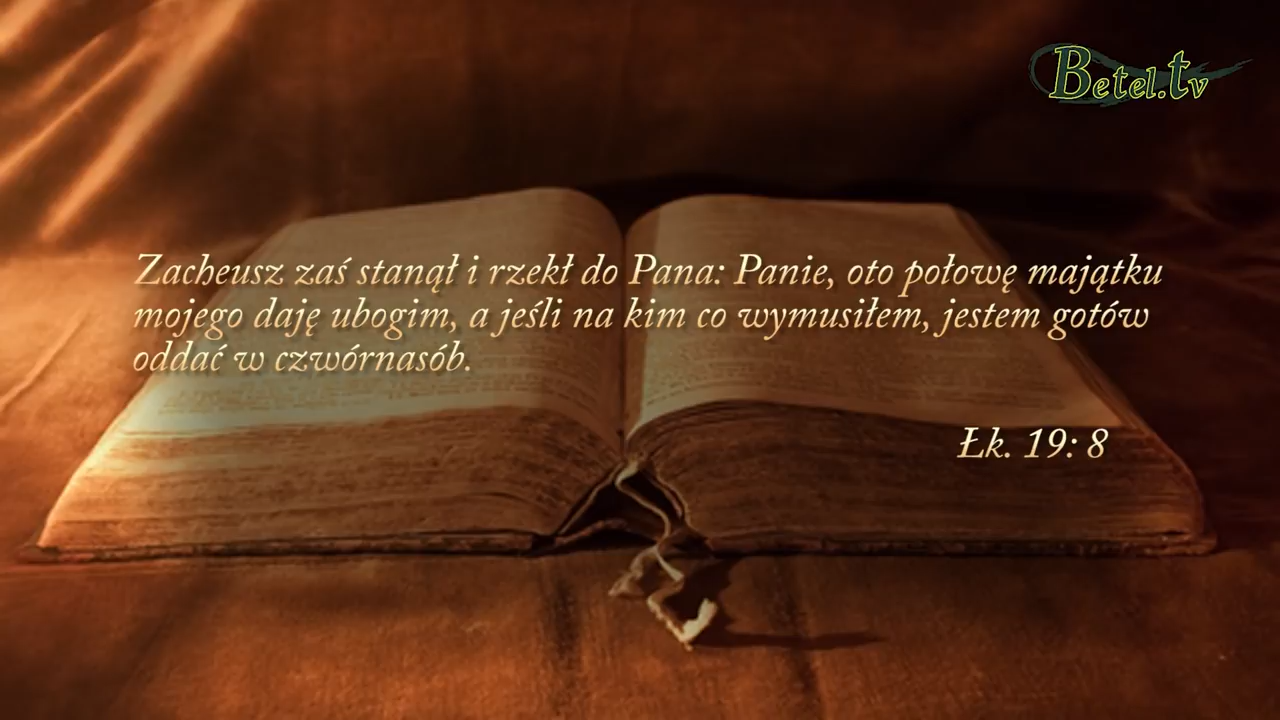 Betel.tv
Zacheusz zaś stanął i rzekł do Pana: Panie, oto połowę majątku
mojego daję ubogim, a jeśli na kim co wymusiłem, jestem gotów
oddać w czwórnasób.
Łk. 19: 8